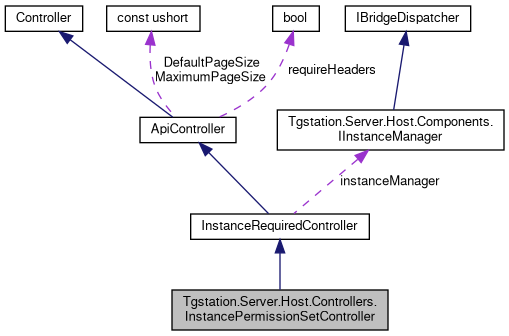 Controller
const ushort
bool
IBridgeDispatcher
DefaultPageSize
MaximumPageSize
requireHeaders
ApiController
Tgstation.Server.Host.Components.
IInstanceManager
instanceManager
InstanceRequiredController
Tgstation.Server.Host.Controllers.
InstancePermissionSetController